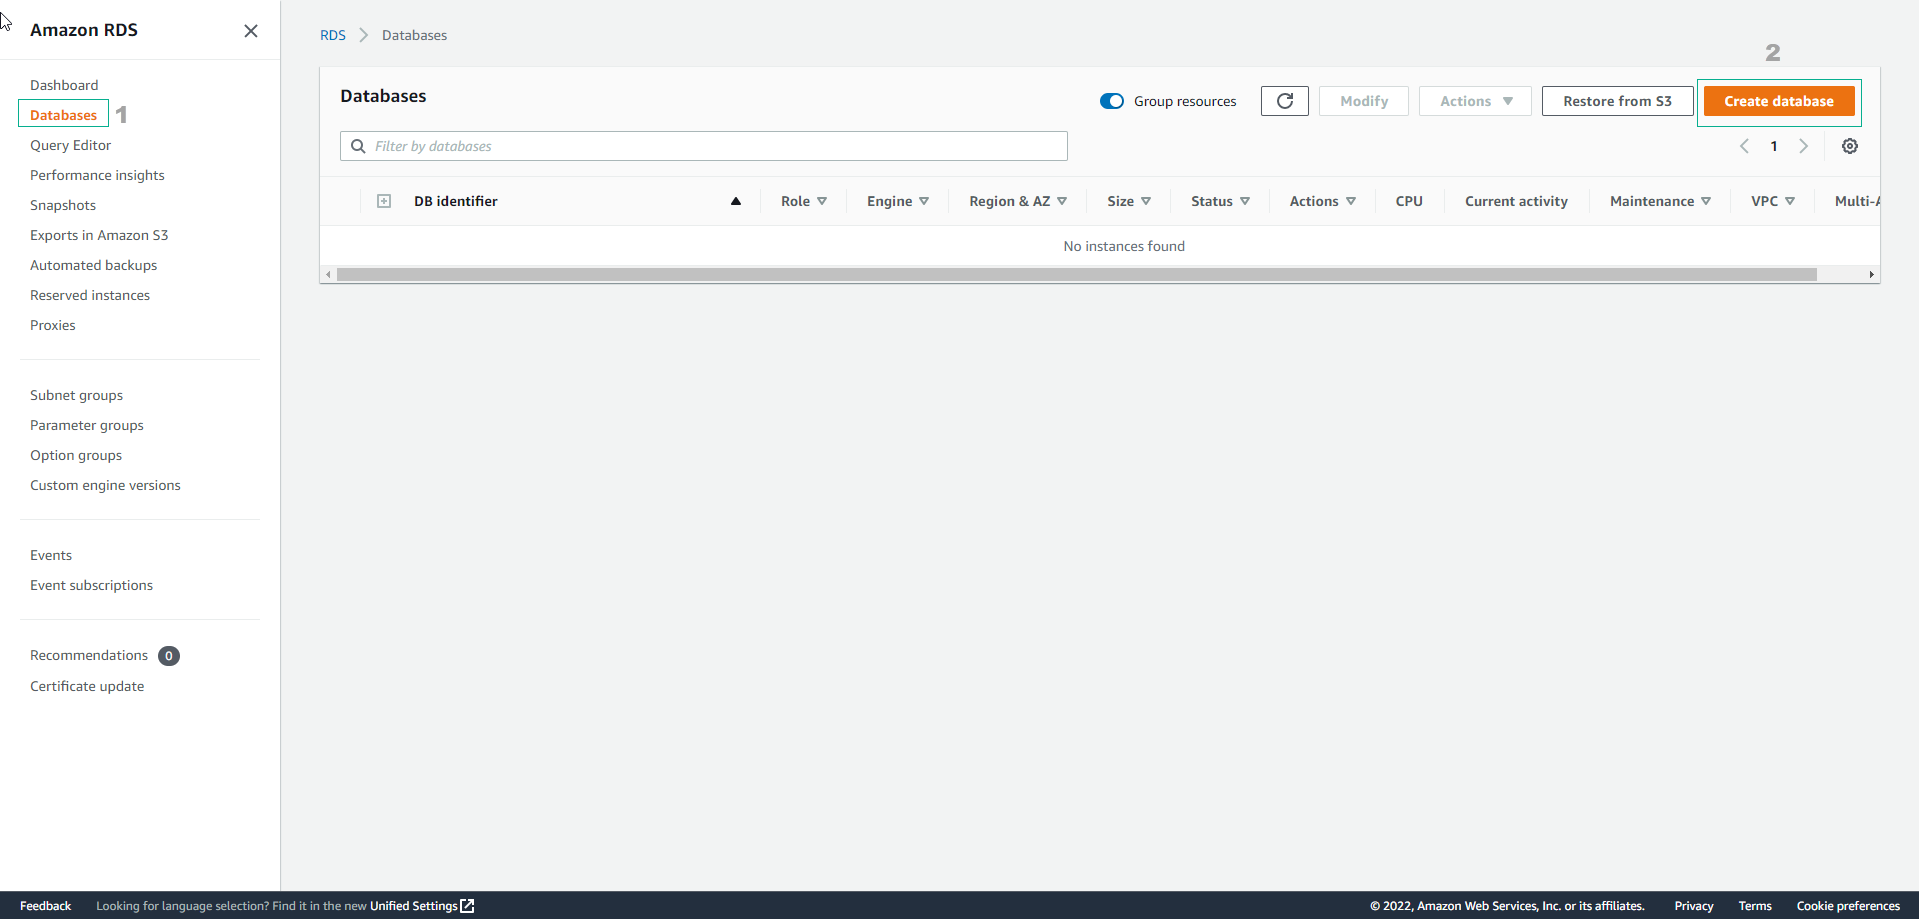 Amazon RDS
Dashboard
Databases 1
Query Editor
Performance insights
Snapshots
Exports in Amazon S3
Automated backups
Reserved instances
Proxies
Subnet groups
Parameter groups
Option groups
Custom engine versions
Events
Event subscriptions
Recommendations 0
Certificate update
RDS > Databases
2
Databases
Group resources Modify Actions Restore from S3 Create database
Filter by databases
1
DB identifier Role Engine Region & AZ Size Status Actions CPU Current activity Maintenance VPC Multi-A
No instances found
Feedback Looking for language selection? Find it in the new Unified Settings © 2022, Amazon Web Services, Inc. or its affiliates. Privacy Terms Cookie preferences